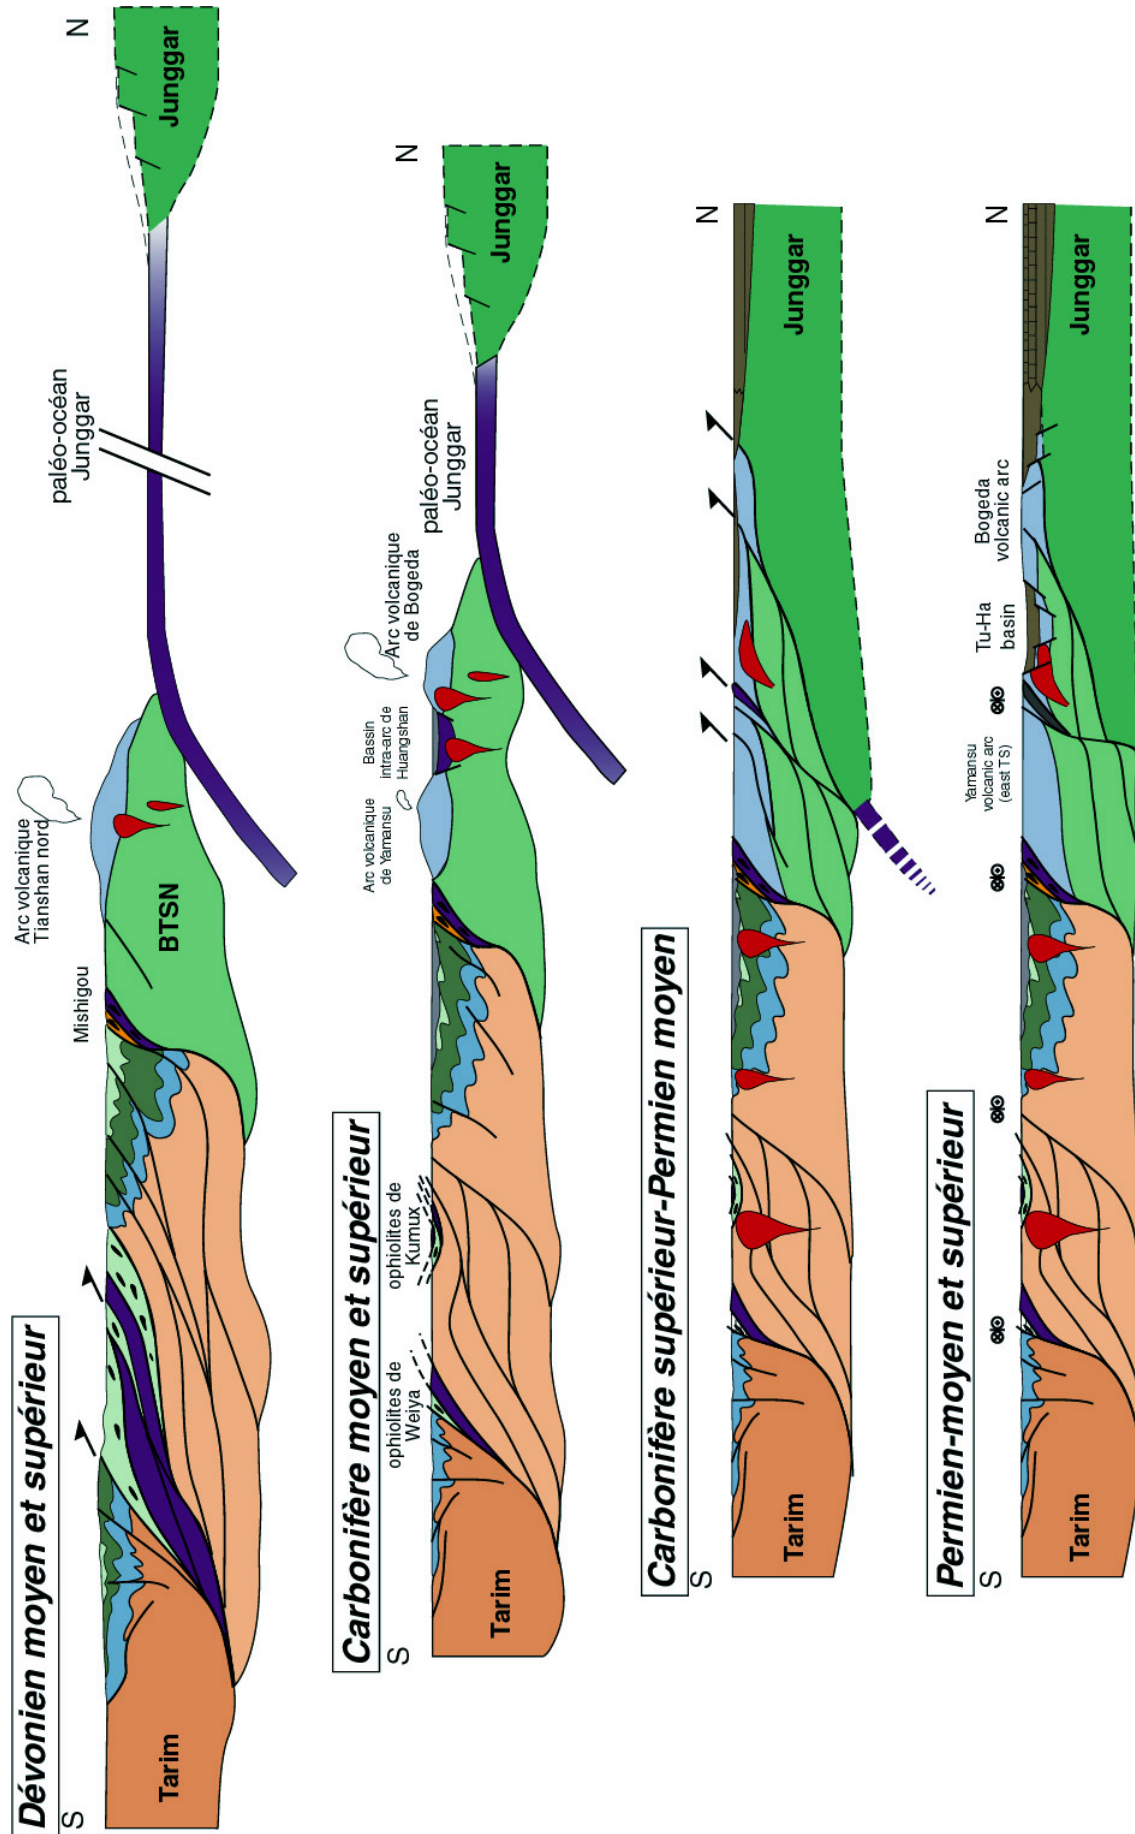 Dévonien moyen et supérieur
S
N
Arc volcanique
Tianshan nord
paléo-océan
Junggar
Mishigou
BTSN
Tarim
Junggar
Carbonifère moyen et supérieur
S
N
ophiolites de
Weiya
ophiolites de
Kumux
Arc volcanique
de Yamansu
Bassin
intra-arc de
Huangshan
Arc volcanique
de Bogeda
paléo-océan
Junggar
Tarim
Junggar
Carbonifère supérieur-Permien moyen
S
N
Tarim
Junggar
Permien-moyen et supérieur
S
N
Yamansu
volcanic arc
(east TS)
Tu-Ha
basin
Bogeda
volcanic arc
Tarim
Junggar